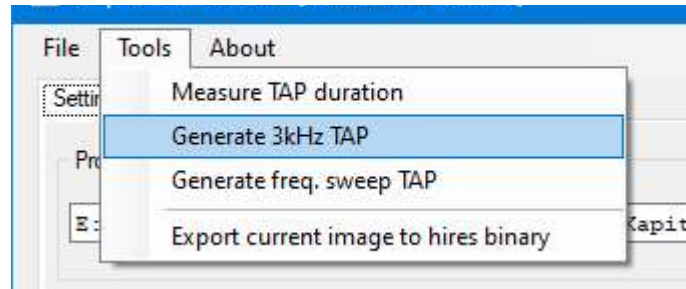 File Tools About
Measure TAP duration
Generate 3kHz TAP
Generate freq. sweep TAP
Export current image to hires binary